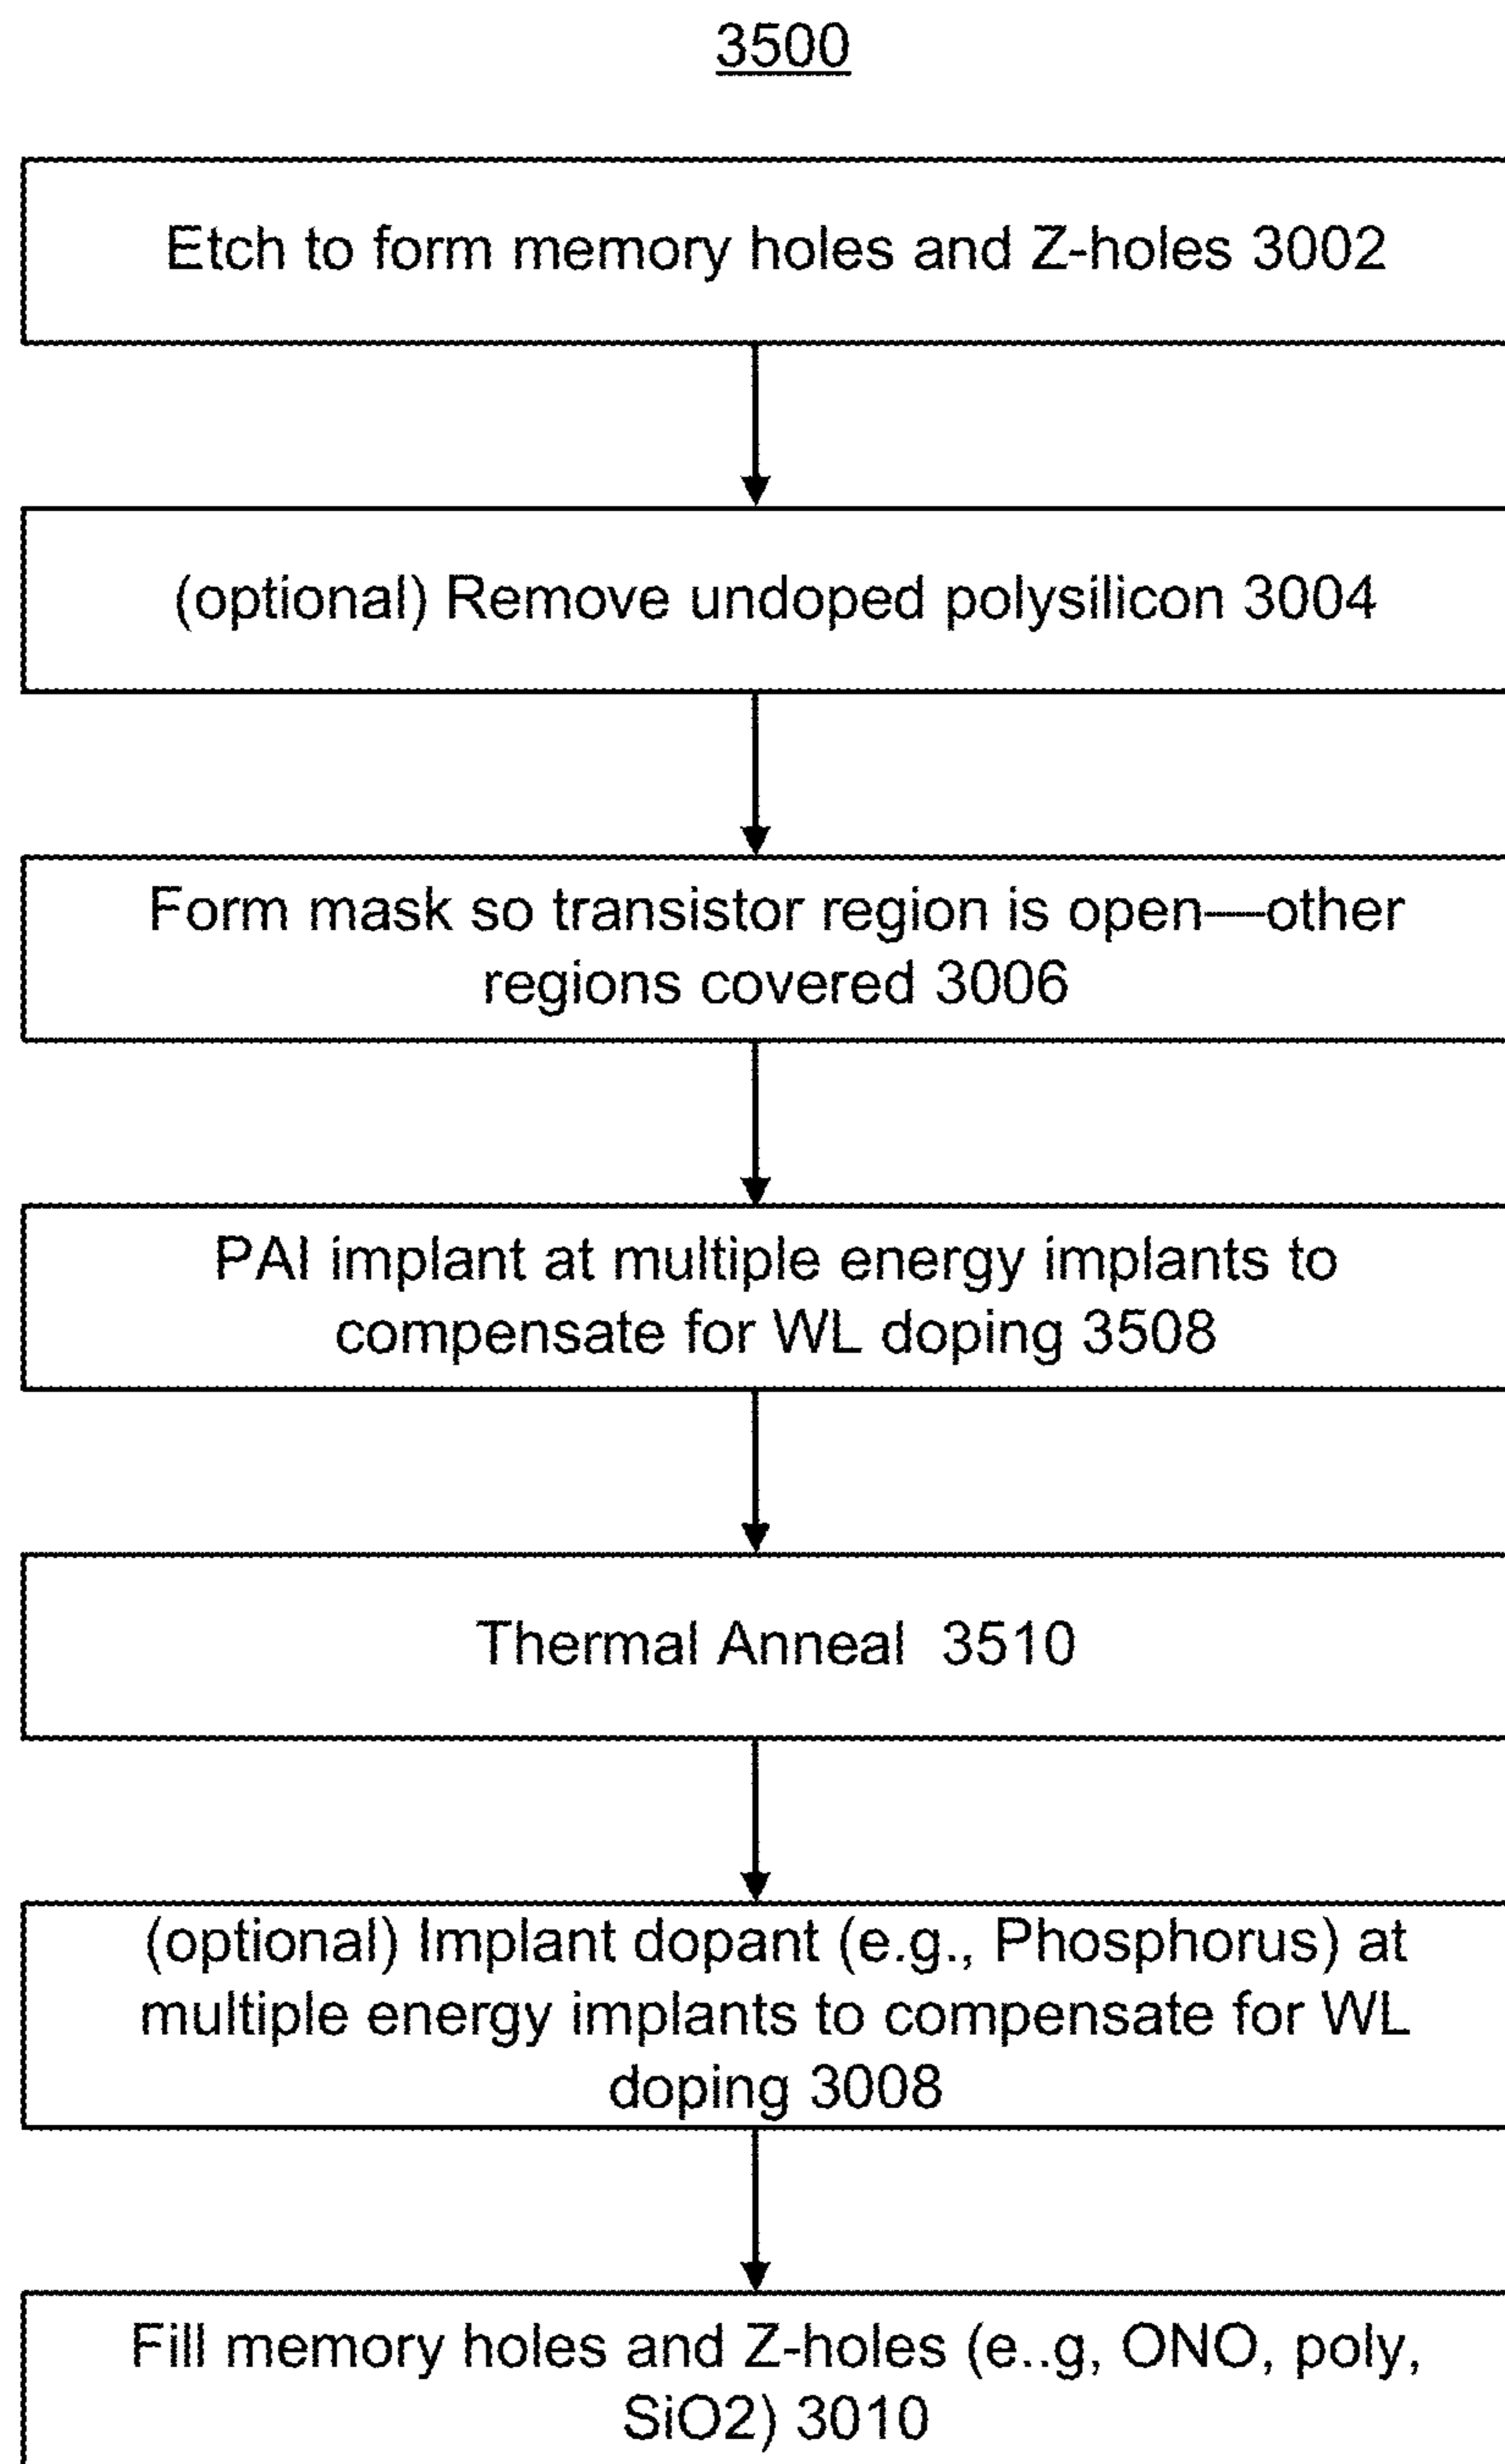 3500
Etch to form memory holes and Z-holes 3002
(optional) Remove undoped polysilicon 3004
Form mask so transistor region is open—other
regions covered 3006
PAI implant at multiple energy implants to
compensate for WL doping 3508
Thermal Anneal 3510
(optional) Implant dopant (e.g., Phosphorus) at
multiple energy implants to compensate for WL
doping 3008
Fill memory holes and Z-holes (e..g, ONO, poly,
SiO2) 3010